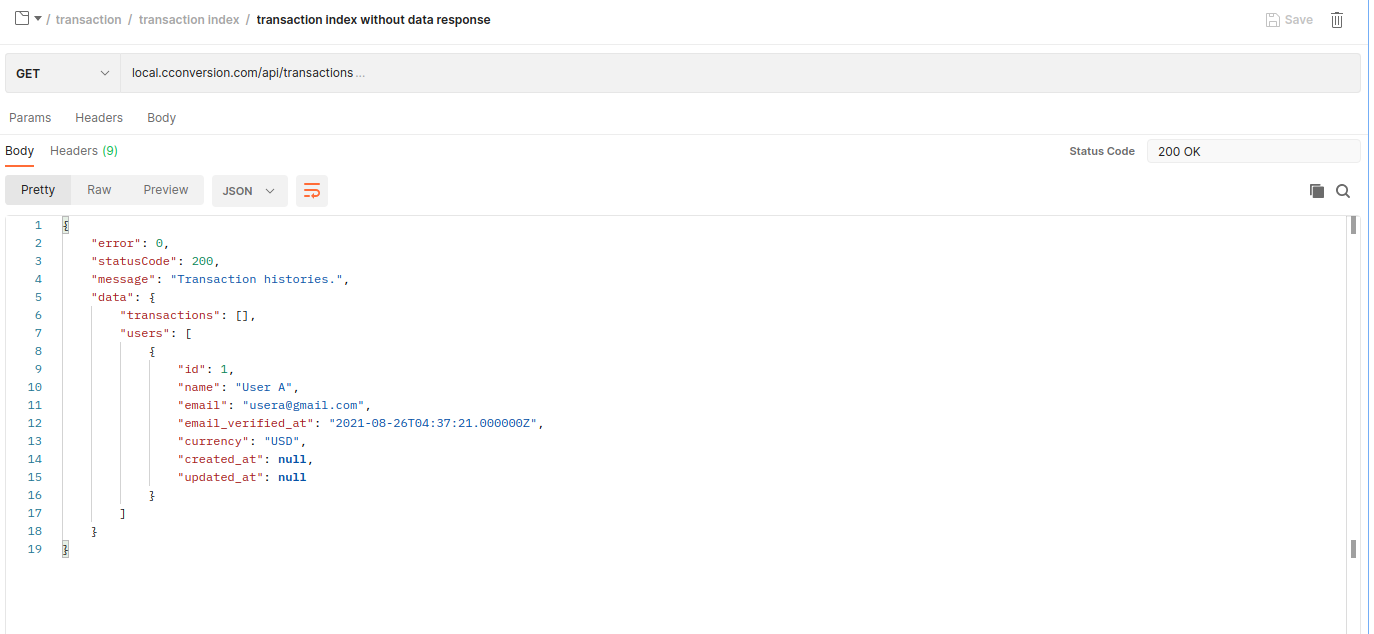 / transaction / transaction index / transaction index without data response Save
GET local.cconversion.com/api/transactions ...
Params Headers Body
Body Headers (9) Status Code 200 OK
Pretty Raw Preview JSON
1 {
2 "error": 0,
3 "statusCode": 200,
4 "message": "Transaction histories.",
5 "data": {
6 "transactions": [],
7 "users": [
8 {
9 "id": 1,
10 "name": "User A",
11 "email": "usera@gmail.com",
12 "email_verified_at": "2021-08-26T04:37:21.000000Z",
13 "currency": "USD",
14 "created_at": null,
15 "updated_at": null
16 }
17 ]
18 }
19 }